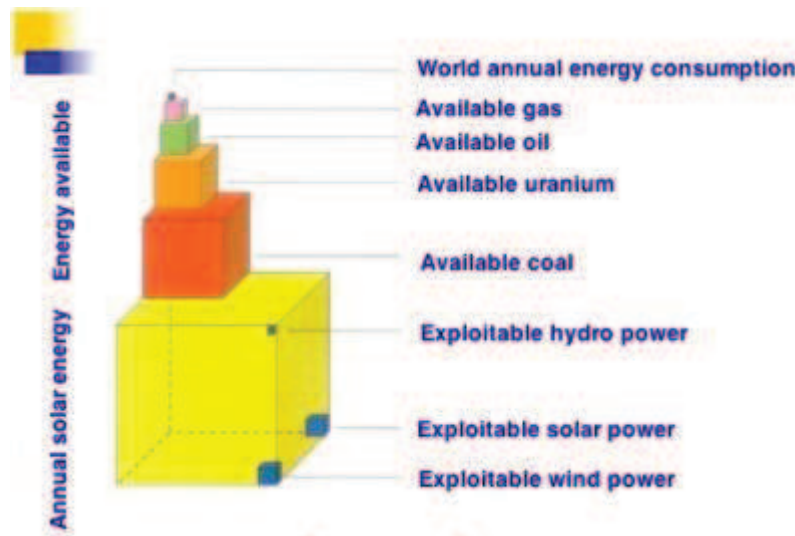 World annual energy consumption
Available gas
Available oil
Available uranium
Available coal
Exploitable hydro power
Exploitable solar power
Exploitable wind power
Energy available
Annual solar energy